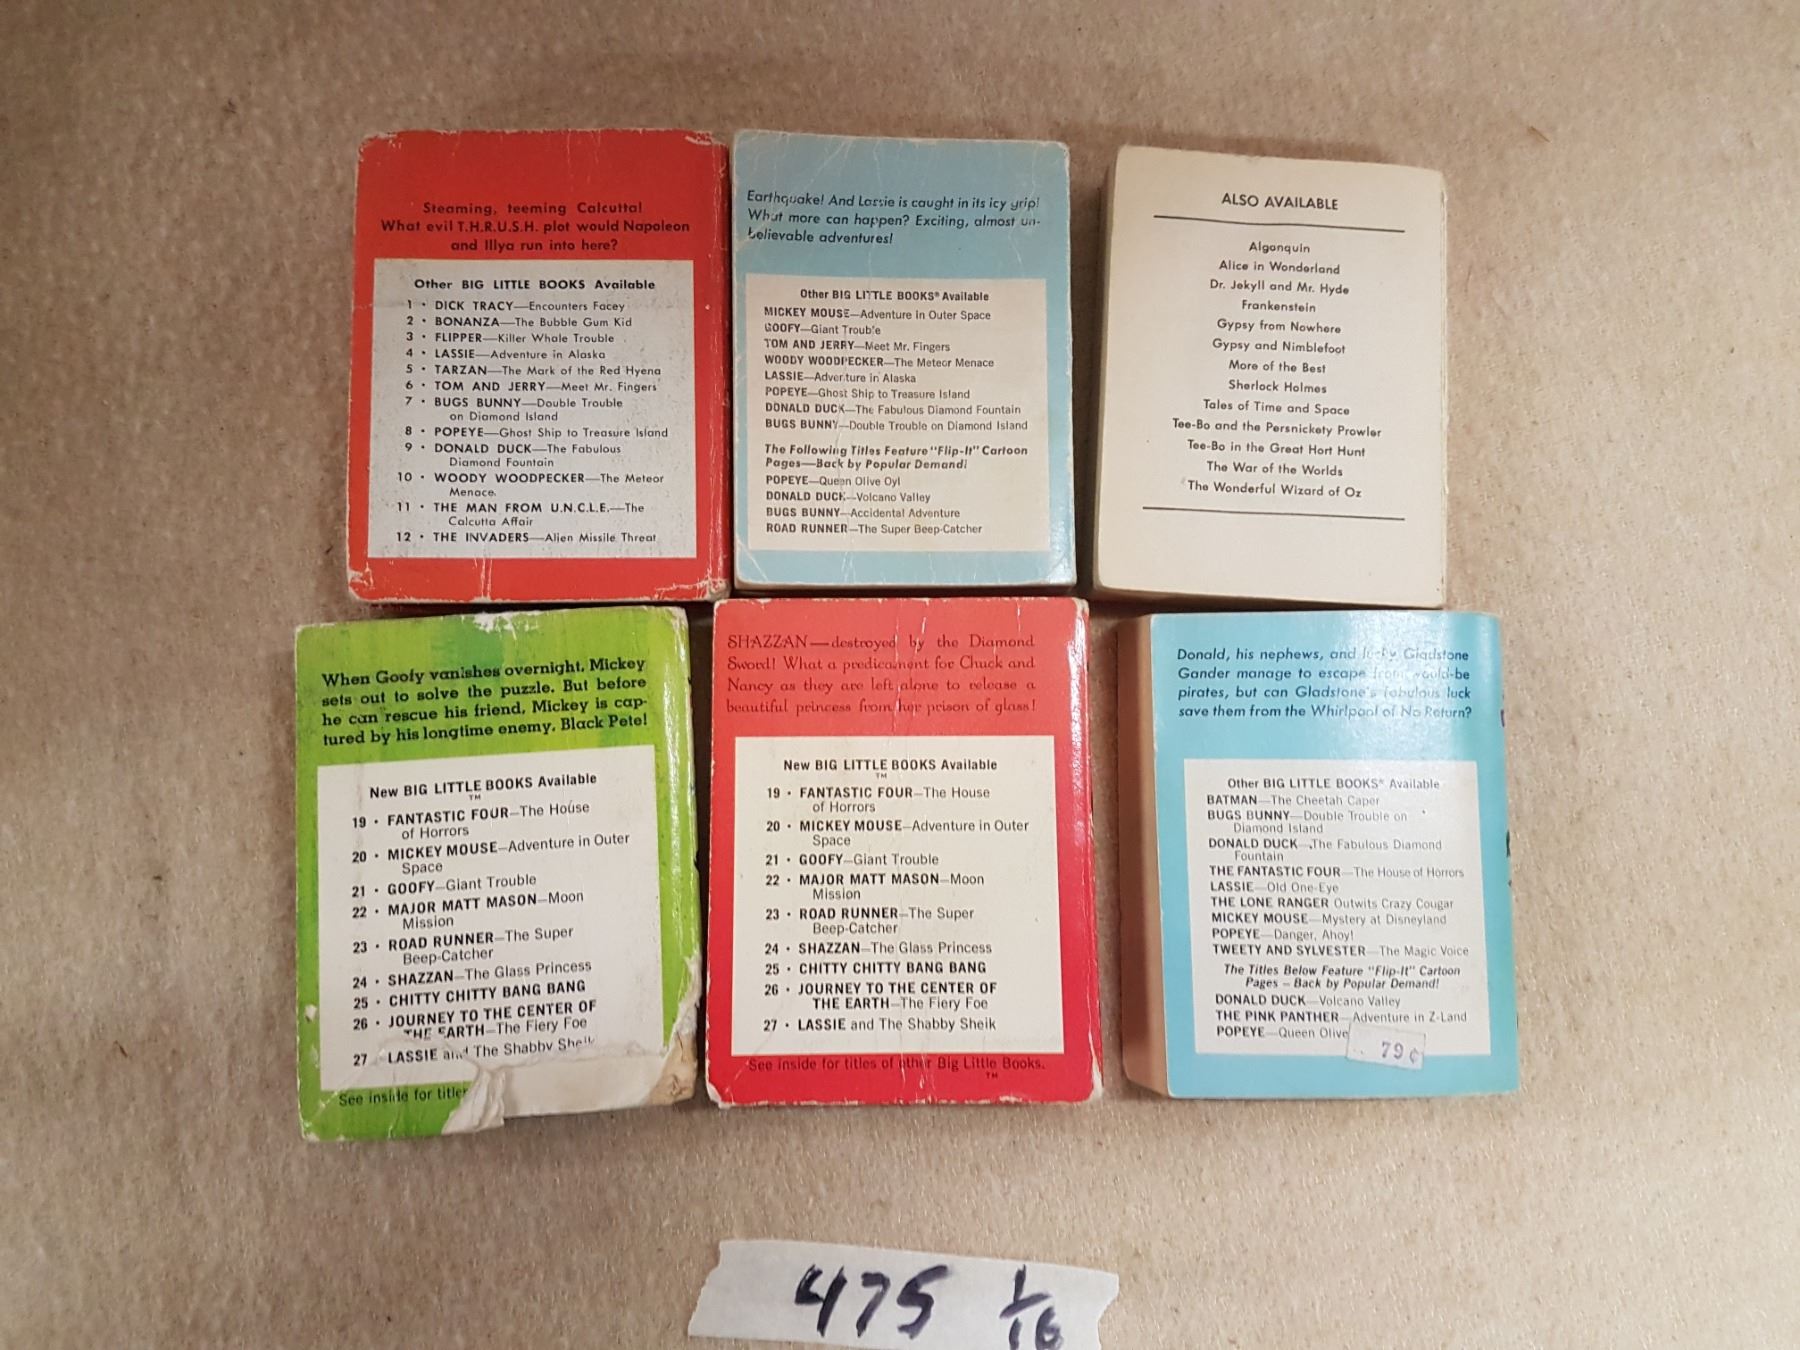 Steaming, teeming Calcutta!
What evil T.H.R.U.S.H. plot would Napoleon
and Illya run into here?
Other BIG LITTLE BOOKS Available
1 • DICK TRACY—Encounters Facey
2 • BONANZA—The Bubble Gum Kid
3 • FLIPPER—Killer Whale Trouble
4 • LASSIE—Adventure in Alaska
5 • TARZAN—The Mark of the Red Hyena
6 • TOM AND JERRY—Meet Mr. Fingers
7 • BUGS BUNNY—Double Trouble
on Diamond Island
8 • POPEYE—Ghost Ship to Treasure Island
9 • DONALD DUCK—The Fabulous
Diamond Fountain
10 • WOODY WOODPECKER—The Meteor
Menace
11 • THE MAN FROM U.N.C.L.E.—The
Calcutta Affair
12 • THE INVADERS—Alien Missile Threat
Earthquake! And Lassie is caught in its icy grip!
What more can happen? Exciting, almost un-
believable adventures!
Other BIG LITTLE BOOKS® Available
MICKEY MOUSE—Adventure in Outer Space
GOOFY—Giant Trouble
TOM AND JERRY—Meet Mr. Fingers
WOODY WOODPECKER—The Meteor Menace
LASSIE—Adventure in Alaska
POPEYE—Ghost Ship to Treasure Island
DONALD DUCK—The Fabulous Diamond Fountain
BUGS BUNNY—Double Trouble on Diamond Island
The Following Titles Feature "Flip-It" Cartoon
Pages—Back by Popular Demand!
POPEYE—Queen Olive Oyl
DONALD DUCK—Volcano Valley
BUGS BUNNY—Accidental Adventure
ROAD RUNNER—The Super Beep-Catcher
ALSO AVAILABLE
Algonquin
Alice in Wonderland
Dr. Jekyll and Mr. Hyde
Frankenstein
Gypsy from Nowhere
Gypsy and Nimblefoot
More of the Best
Sherlock Holmes
Tales of Time and Space
Tee-Bo and the Persnickety Prowler
Tee-Bo in the Great Hort Hunt
The War of the Worlds
The Wonderful Wizard of Oz
When Goofy vanishes overnight, Mickey
sets out to solve the puzzle. But before
he can rescue his friend, Mickey is cap-
tured by his longtime enemy, Black Pete!
New BIG LITTLE BOOKS Available
TM
19 • FANTASTIC FOUR—The House
of Horrors
20 • MICKEY MOUSE—Adventure in Outer
Space
21 • GOOFY—Giant Trouble
22 • MAJOR MATT MASON—Moon
Mission
23 • ROAD RUNNER—The Super
Beep-Catcher
24 • SHAZZAN—The Glass Princess
25 • CHITTY CHITTY BANG BANG
26 • JOURNEY TO THE CENTER OF
THE EARTH—The Fiery Foe
27 • LASSIE and The Shabby Sheik
See inside for titles
SHAZZAN—destroyed by the Diamond
Sword! What a predicament for Chuck and
Nancy as they are left alone to release a
beautiful princess from her prison of glass!
New BIG LITTLE BOOKS Available
TM
19 • FANTASTIC FOUR—The House
of Horrors
20 • MICKEY MOUSE—Adventure in Outer
Space
21 • GOOFY—Giant Trouble
22 • MAJOR MATT MASON—Moon
Mission
23 • ROAD RUNNER—The Super
Beep-Catcher
24 • SHAZZAN—The Glass Princess
25 • CHITTY CHITTY BANG BANG
26 • JOURNEY TO THE CENTER OF
THE EARTH—The Fiery Foe
27 • LASSIE and The Shabby Sheik
See inside for titles of other Big Little Books.
TM
Donald, his nephews, and lucky Gladstone
Gander manage to escape from would-be
pirates, but can Gladstone's fabulous luck
save them from the Whirlpool of No Return?
Other BIG LITTLE BOOKS® Available
BATMAN—The Cheetah Caper
BUGS BUNNY—Double Trouble on
Diamond Island
DONALD DUCK—The Fabulous Diamond
Fountain
THE FANTASTIC FOUR—The House of Horrors
LASSIE—Old One-Eye
THE LONE RANGER Outwits Crazy Cougar
MICKEY MOUSE—Mystery at Disneyland
POPEYE—Danger, Ahoy!
TWEETY AND SYLVESTER—The Magic Voice
The Titles Below Feature "Flip-It" Cartoon
Pages – Back by Popular Demand!
DONALD DUCK—Volcano Valley
THE PINK PANTHER—Adventure in Z-Land
POPEYE—Queen Olive
79¢
475 1/16